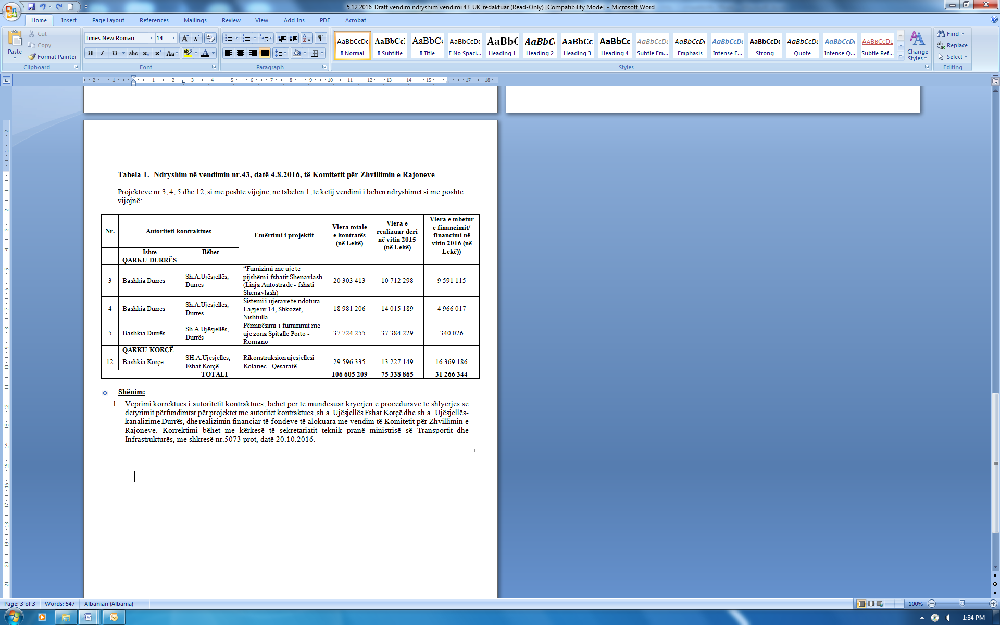 5 12 2016_Draft vendim ndryshim vendimi 43_UK_redaktuar (Read-Only) [Compatibility Mode] - Microsoft Word
Home Insert Page Layout References Mailings Review View Add-Ins PDF Acrobat
Paste
Cut
Copy
Format Painter
Clipboard
Times New Roman 14
Font
Paragraph
AaBbCcDc AaBbCcI AaBbC AaBbCcDc AaBbC AaBbC AaBbCc AaBbCc AaBbCcDc AaBbCcDc AaBbCcDc AaBbCcDc AaBbCcDc AaBbCcDc AABBCCDD
¶ Normal ¶ Subtitle ¶ Title ¶ No Spaci... Heading 1 Heading 2 Heading 3 Heading 4 Subtle Em... Emphasis Intense E... Strong Quote Intense Q... Subtle Ref...
Styles
Change Styles
Find
Replace
Select
Editing
Tabela 1. Ndryshim në vendimin nr.43, datë 4.8.2016, të Komitetit për Zhvillimin e Rajoneve
Projekteve nr.3, 4, 5 dhe 12, si më poshtë vijojnë, në tabelën 1, të këtij vendimi i bëhen ndryshimet si më poshtë
vijojnë:
Nr. Autoriteti kontraktues Emërtimi i projektit Vlera totale e kontratës (në Lekë) Vlera e realizuar deri në vitin 2015 (në Lekë) Vlera e mbetur e financimit/ financimi në vitin 2016 (në Lekë))
Ishte Bëhet
QARKU DURRËS
3 Bashkia Durrës Sh.A.Ujësjellës, Durrës “Furnizimi me ujë të pijshëm i fshatit Shenavlash (Linja Autostradë - fshati Shenavlash) 20 303 413 10 712 298 9 591 115
4 Bashkia Durrës Sh.A.Ujësjellës, Durrës Sistemi i ujërave të ndotura Lagje nr.14, Shkozet, Nishtulla 18 981 206 14 015 189 4 966 017
5 Bashkia Durrës Sh.A.Ujësjellës, Durrës Përmirësimi i furnizimit me ujë zona Spitallë Porto - Romano 37 724 255 37 384 229 340 026
QARKU KORÇË
12 Bashkia Korçë SH.A.Ujësjellës, Fshat Korçë Rikonstruksion ujësjellësi Kolanec - Qesaratë 29 596 335 13 227 149 16 369 186
TOTALI 106 605 209 75 338 865 31 266 344
Shënim:
1. Veprimi korrektues i autoritetit kontraktues, bëhet për të mundësuar kryerjen e procedurave të shlyerjes së
detyrimit përfundimtar për projektet me autoritet kontraktues, sh.a. Ujësjellës Fshat Korçë dhe sh.a. Ujësjellës-
kanalizime Durrës, dhe realizimin financiar të fondeve të alokuara me vendim të Komitetit për Zhvillimin e
Rajoneve. Korrektimi bëhet me kërkesë të sekretariatit teknik pranë ministrisë së Transportit dhe
Infrastrukturës, me shkresë nr.5073 prot, datë 20.10.2016.
Page: 3 of 3 Words: 547 Albanian (Albania) 100%
1:34 PM